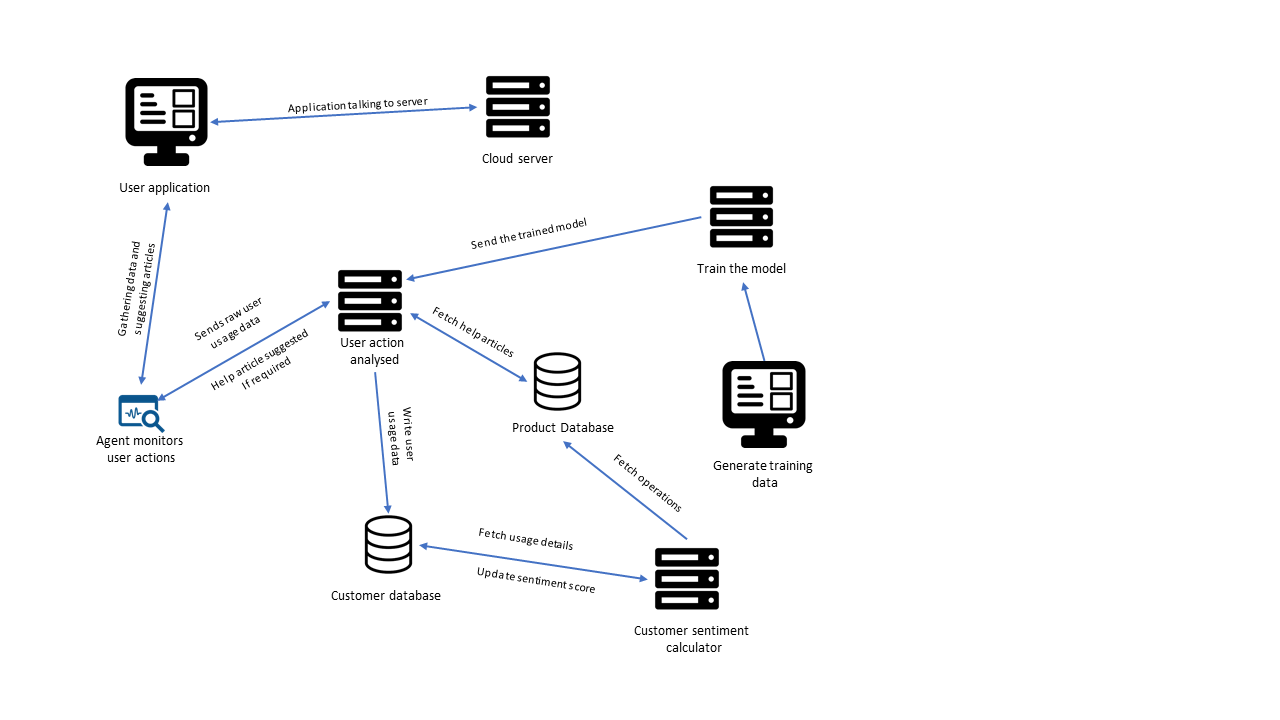 Application talking to server
Cloud server
User application
Send the trained model
Train the model
Gathering data and
suggesting articles
Sends raw user
usage data
Help article suggested
If required
User action
analysed
Fetch help articles
Product Database
Agent monitors
user actions
Write user
usage data
Generate training
data
Fetch operations
Fetch usage details
Update sentiment score
Customer database
Customer sentiment
calculator